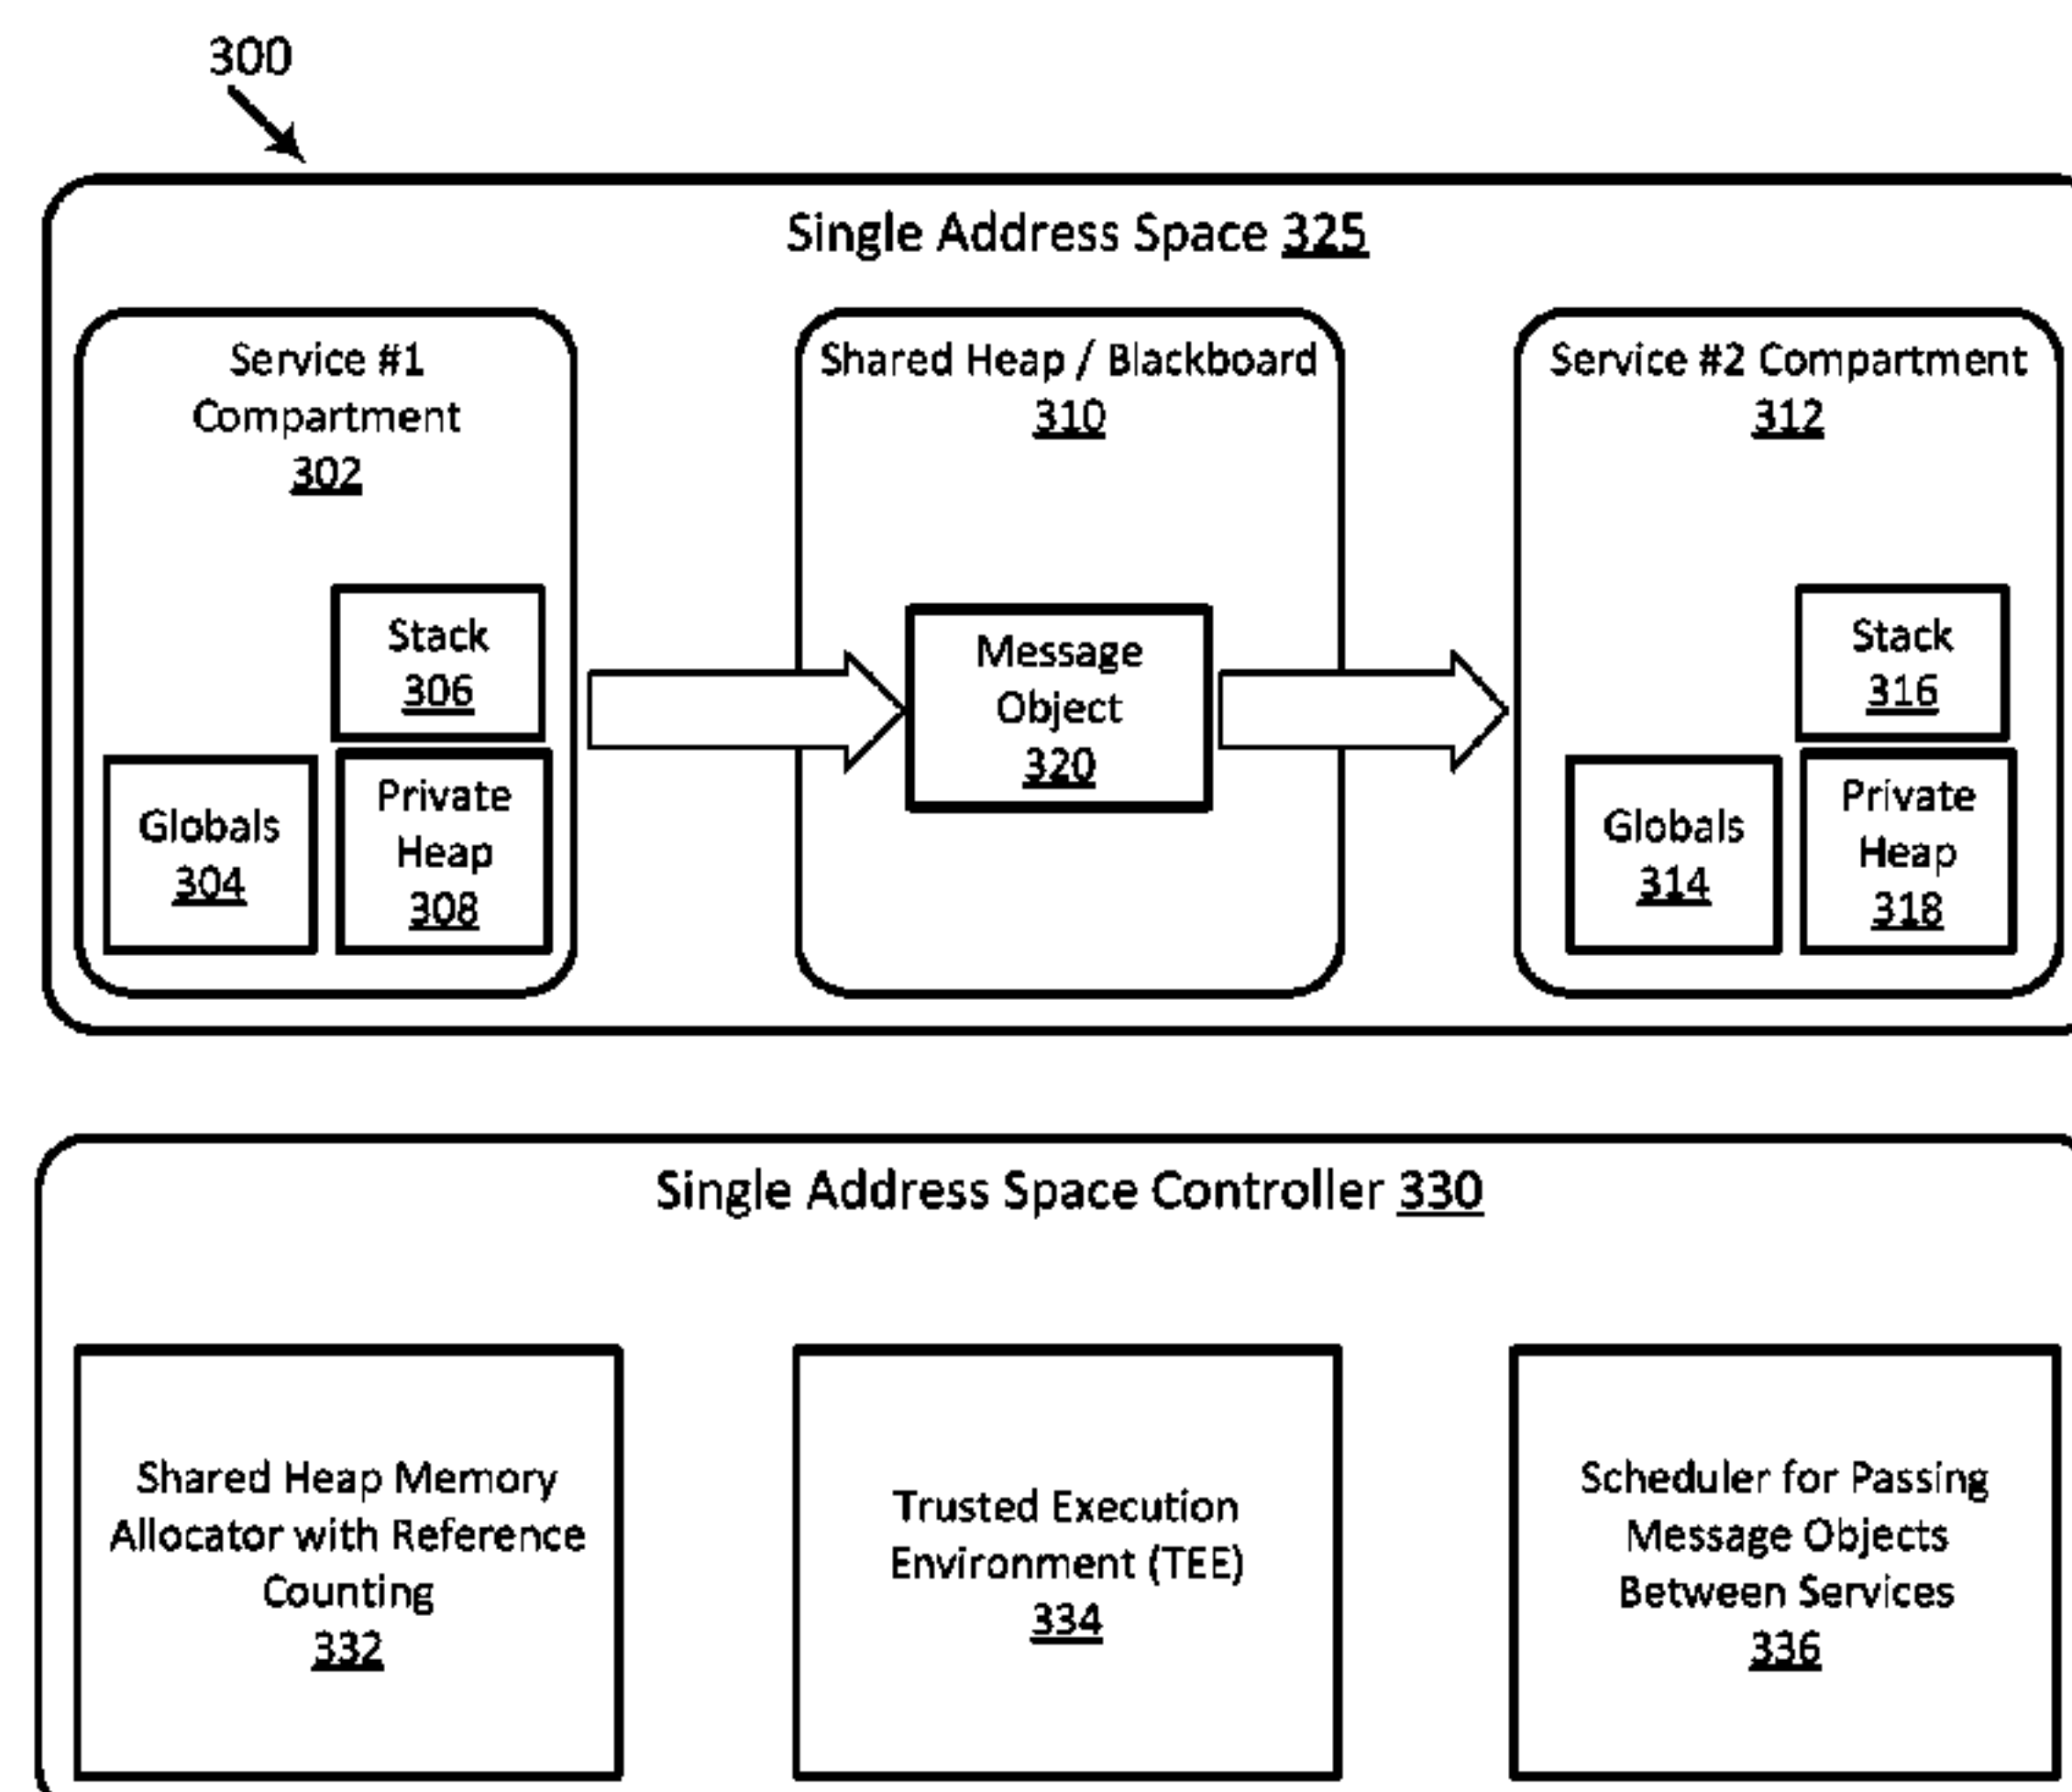 300
Single Address Space 325
Service #1
Compartment
302
Stack
306
Globals
304
Private
Heap
308
Shared Heap / Blackboard
310
Message
Object
320
Service #2 Compartment
312
Stack
316
Globals
314
Private
Heap
318
Single Address Space Controller 330
Shared Heap Memory
Allocator with Reference
Counting
332
Trusted Execution
Environment (TEE)
334
Scheduler for Passing
Message Objects
Between Services
336